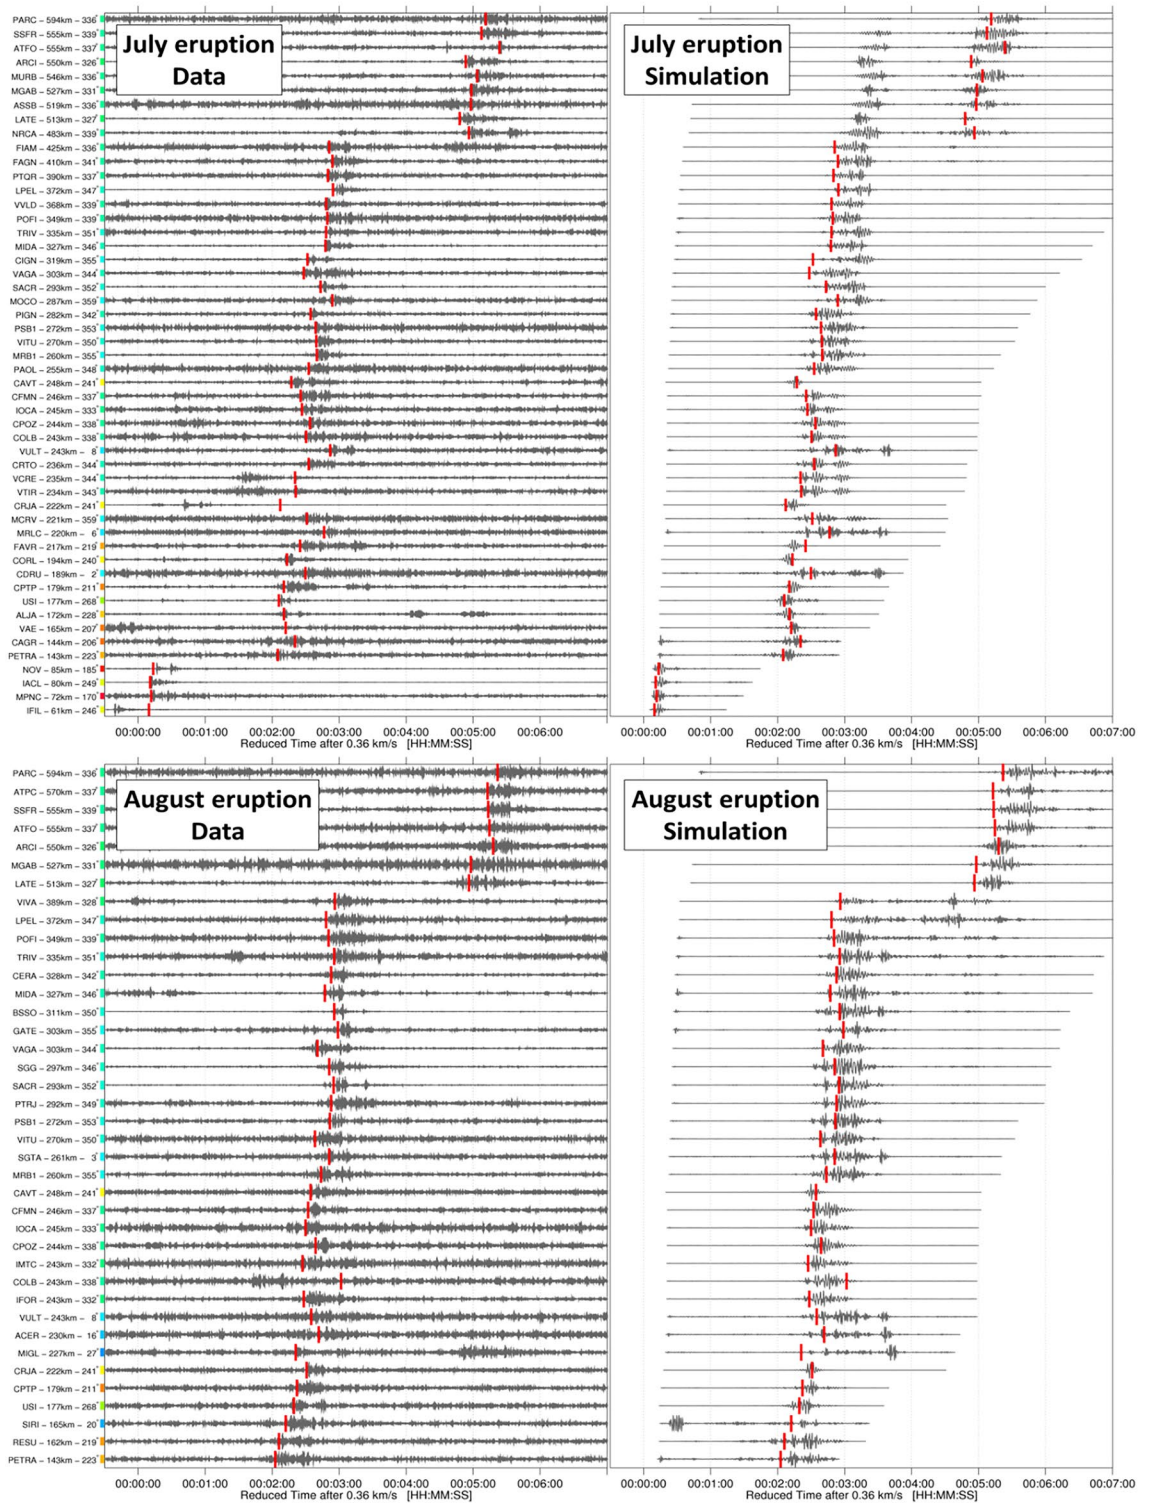 July eruption
Data
July eruption
Simulation
PARC – 594km – 336°
SSFR – 555km – 339°
ATFO – 555km – 337°
ARCI – 550km – 326°
MURB – 546km – 336°
MGAB – 527km – 331°
ASSB – 519km – 336°
LATE – 513km – 327°
NRCA – 483km – 339°
FIAM – 425km – 336°
FAGN – 410km – 341°
PTQR – 390km – 337°
LPEL – 372km – 347°
VVLD – 368km – 339°
POFI – 349km – 339°
TRIV – 335km – 351°
MIDA – 327km – 346°
CIGN – 319km – 355°
VAGA – 303km – 344°
SACR – 293km – 352°
MOCO – 287km – 359°
PIGN – 282km – 342°
PSB1 – 272km – 353°
VITU – 270km – 350°
MRB1 – 260km – 355°
PAOL – 255km – 348°
CAVT – 248km – 241°
CFMN – 246km – 337°
IOCA – 245km – 333°
CPOZ – 244km – 338°
COLB – 243km – 338°
VULT – 243km – 8°
CRTO – 236km – 344°
VCRE – 235km – 344°
VTIR – 234km – 343°
CRJA – 222km – 241°
MCRV – 221km – 359°
MRLC – 220km – 6°
FAVR – 217km – 219°
CORL – 194km – 240°
CDRU – 189km – 2°
CPTP – 179km – 211°
USI – 177km – 268°
ALJA – 172km – 228°
VAE – 165km – 207°
CAGR – 144km – 206°
PETRA – 143km – 223°
NOV – 85km – 185°
IACL – 80km – 249°
MPNC – 72km – 170°
IFIL – 61km – 246°
00:00:00 00:01:00 00:02:00 00:03:00 00:04:00 00:05:00 00:06:00 00:00:00 00:01:00 00:02:00 00:03:00 00:04:00 00:05:00 00:06:00 00:07:00
Reduced Time after 0.36 km/s [HH:MM:SS] Reduced Time after 0.36 km/s [HH:MM:SS]
August eruption
Data
August eruption
Simulation
PARC – 594km – 336°
ATPC – 570km – 337°
SSFR – 555km – 339°
ATFO – 555km – 337°
ARCI – 550km – 326°
MGAB – 527km – 331°
LATE – 513km – 327°
VIVA – 389km – 328°
LPEL – 372km – 347°
POFI – 349km – 339°
TRIV – 335km – 351°
CERA – 328km – 342°
MIDA – 327km – 346°
BSSO – 311km – 350°
GATE – 303km – 355°
VAGA – 303km – 344°
SGG – 297km – 346°
SACR – 293km – 352°
PTRJ – 292km – 349°
PSB1 – 272km – 353°
VITU – 270km – 350°
SGTA – 261km – 3°
MRB1 – 260km – 355°
CAVT – 248km – 241°
CFMN – 246km – 337°
IOCA – 245km – 333°
CPOZ – 244km – 338°
IMTC – 243km – 332°
COLB – 243km – 338°
IFOR – 243km – 332°
VULT – 243km – 8°
ACER – 230km – 16°
MIGL – 227km – 27°
CRJA – 222km – 241°
CPTP – 179km – 211°
USI – 177km – 268°
SIRI – 165km – 20°
RESU – 162km – 219°
PETRA – 143km – 223°
00:00:00 00:01:00 00:02:00 00:03:00 00:04:00 00:05:00 00:06:00 00:00:00 00:01:00 00:02:00 00:03:00 00:04:00 00:05:00 00:06:00 00:07:00
Reduced Time after 0.36 km/s [HH:MM:SS] Reduced Time after 0.36 km/s [HH:MM:SS]